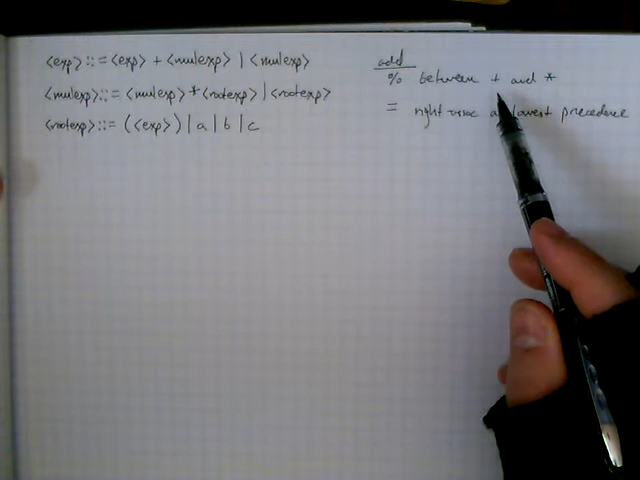 <exp> ::= <exp> + <mulexp> | <mulexp>
<mulexp> ::= <mulexp> * <rootexp> | <rootexp>
<rootexp> ::= (<exp>) | a | b | c
add
% between + and *
= right assoc lowest precedence